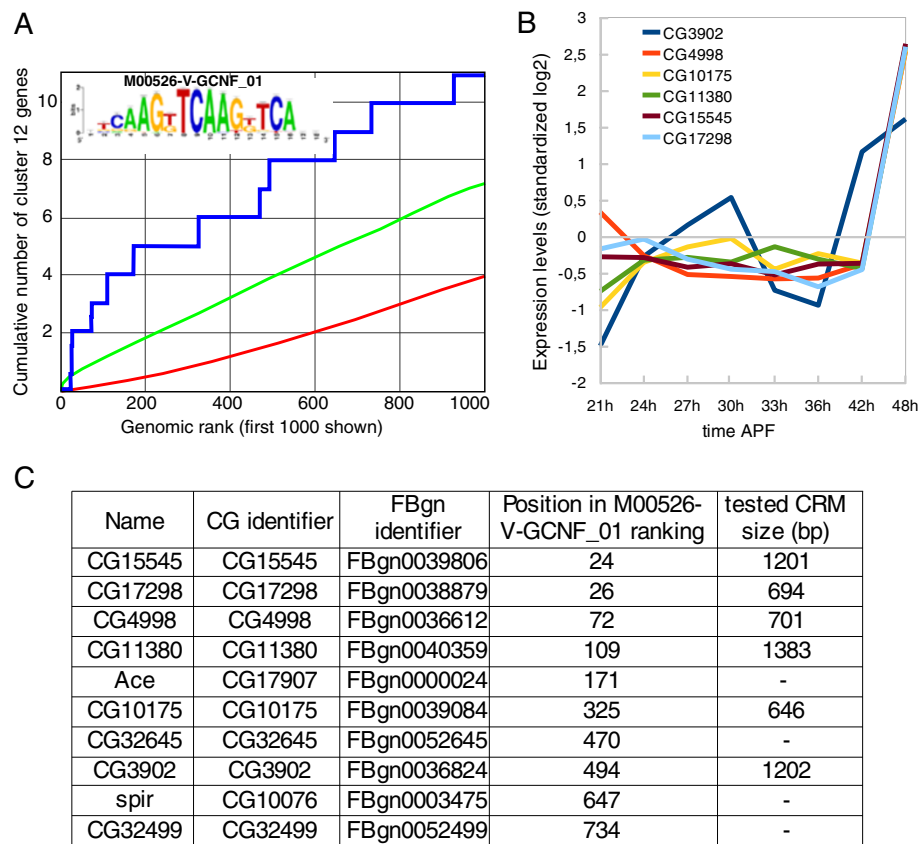 A
Cumulative number of cluster 12 genes
M00526-V-GCNF_01
10
8
6
4
2
0
200
400
600
800
1000
Genomic rank (first 1000 shown)
B
Expression levels (standardized log2)
CG3902
CG4998
CG10175
CG11380
CG15545
CG17298
3
2,5
2
1,5
1
0,5
0
-0,5
-1
-1,5
-2
21h 24h 27h 30h 33h 36h 42h 48h
time APF
C
Name CG identifier FBgn identifier Position in M00526-V-GCNF_01 ranking tested CRM size (bp)
CG15545 CG15545 FBgn0039806 24 1201
CG17298 CG17298 FBgn0038879 26 694
CG4998 CG4998 FBgn0036612 72 701
CG11380 CG11380 FBgn0040359 109 1383
Ace CG17907 FBgn0000024 171 -
CG10175 CG10175 FBgn0039084 325 646
CG32645 CG32645 FBgn0052645 470 -
CG3902 CG3902 FBgn0036824 494 1202
spir CG10076 FBgn0003475 647 -
CG32499 CG32499 FBgn0052499 734 -